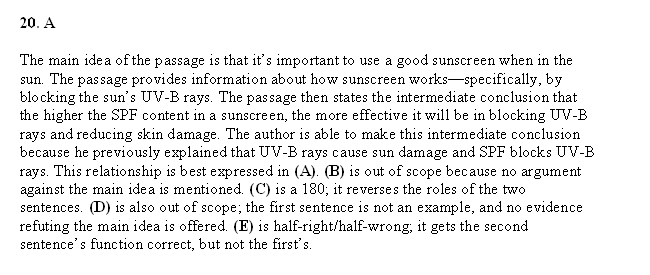 20. A
The main idea of the passage is that it's important to use a good sunscreen when in the
sun. The passage provides information about how sunscreen works—specifically, by
blocking the sun's UV-B rays. The passage then states the intermediate conclusion that
the higher the SPF content in a sunscreen, the more effective it will be in blocking UV-B
rays and reducing skin damage. The author is able to make this intermediate conclusion
because he previously explained that UV-B rays cause sun damage and SPF blocks UV-B
rays. This relationship is best expressed in (A). (B) is out of scope because no argument
against the main idea is mentioned. (C) is a 180; it reverses the roles of the two
sentences. (D) is also out of scope; the first sentence is not an example, and no evidence
refuting the main idea is offered. (E) is half-right/half-wrong; it gets the second
sentence's function correct, but not the first's.